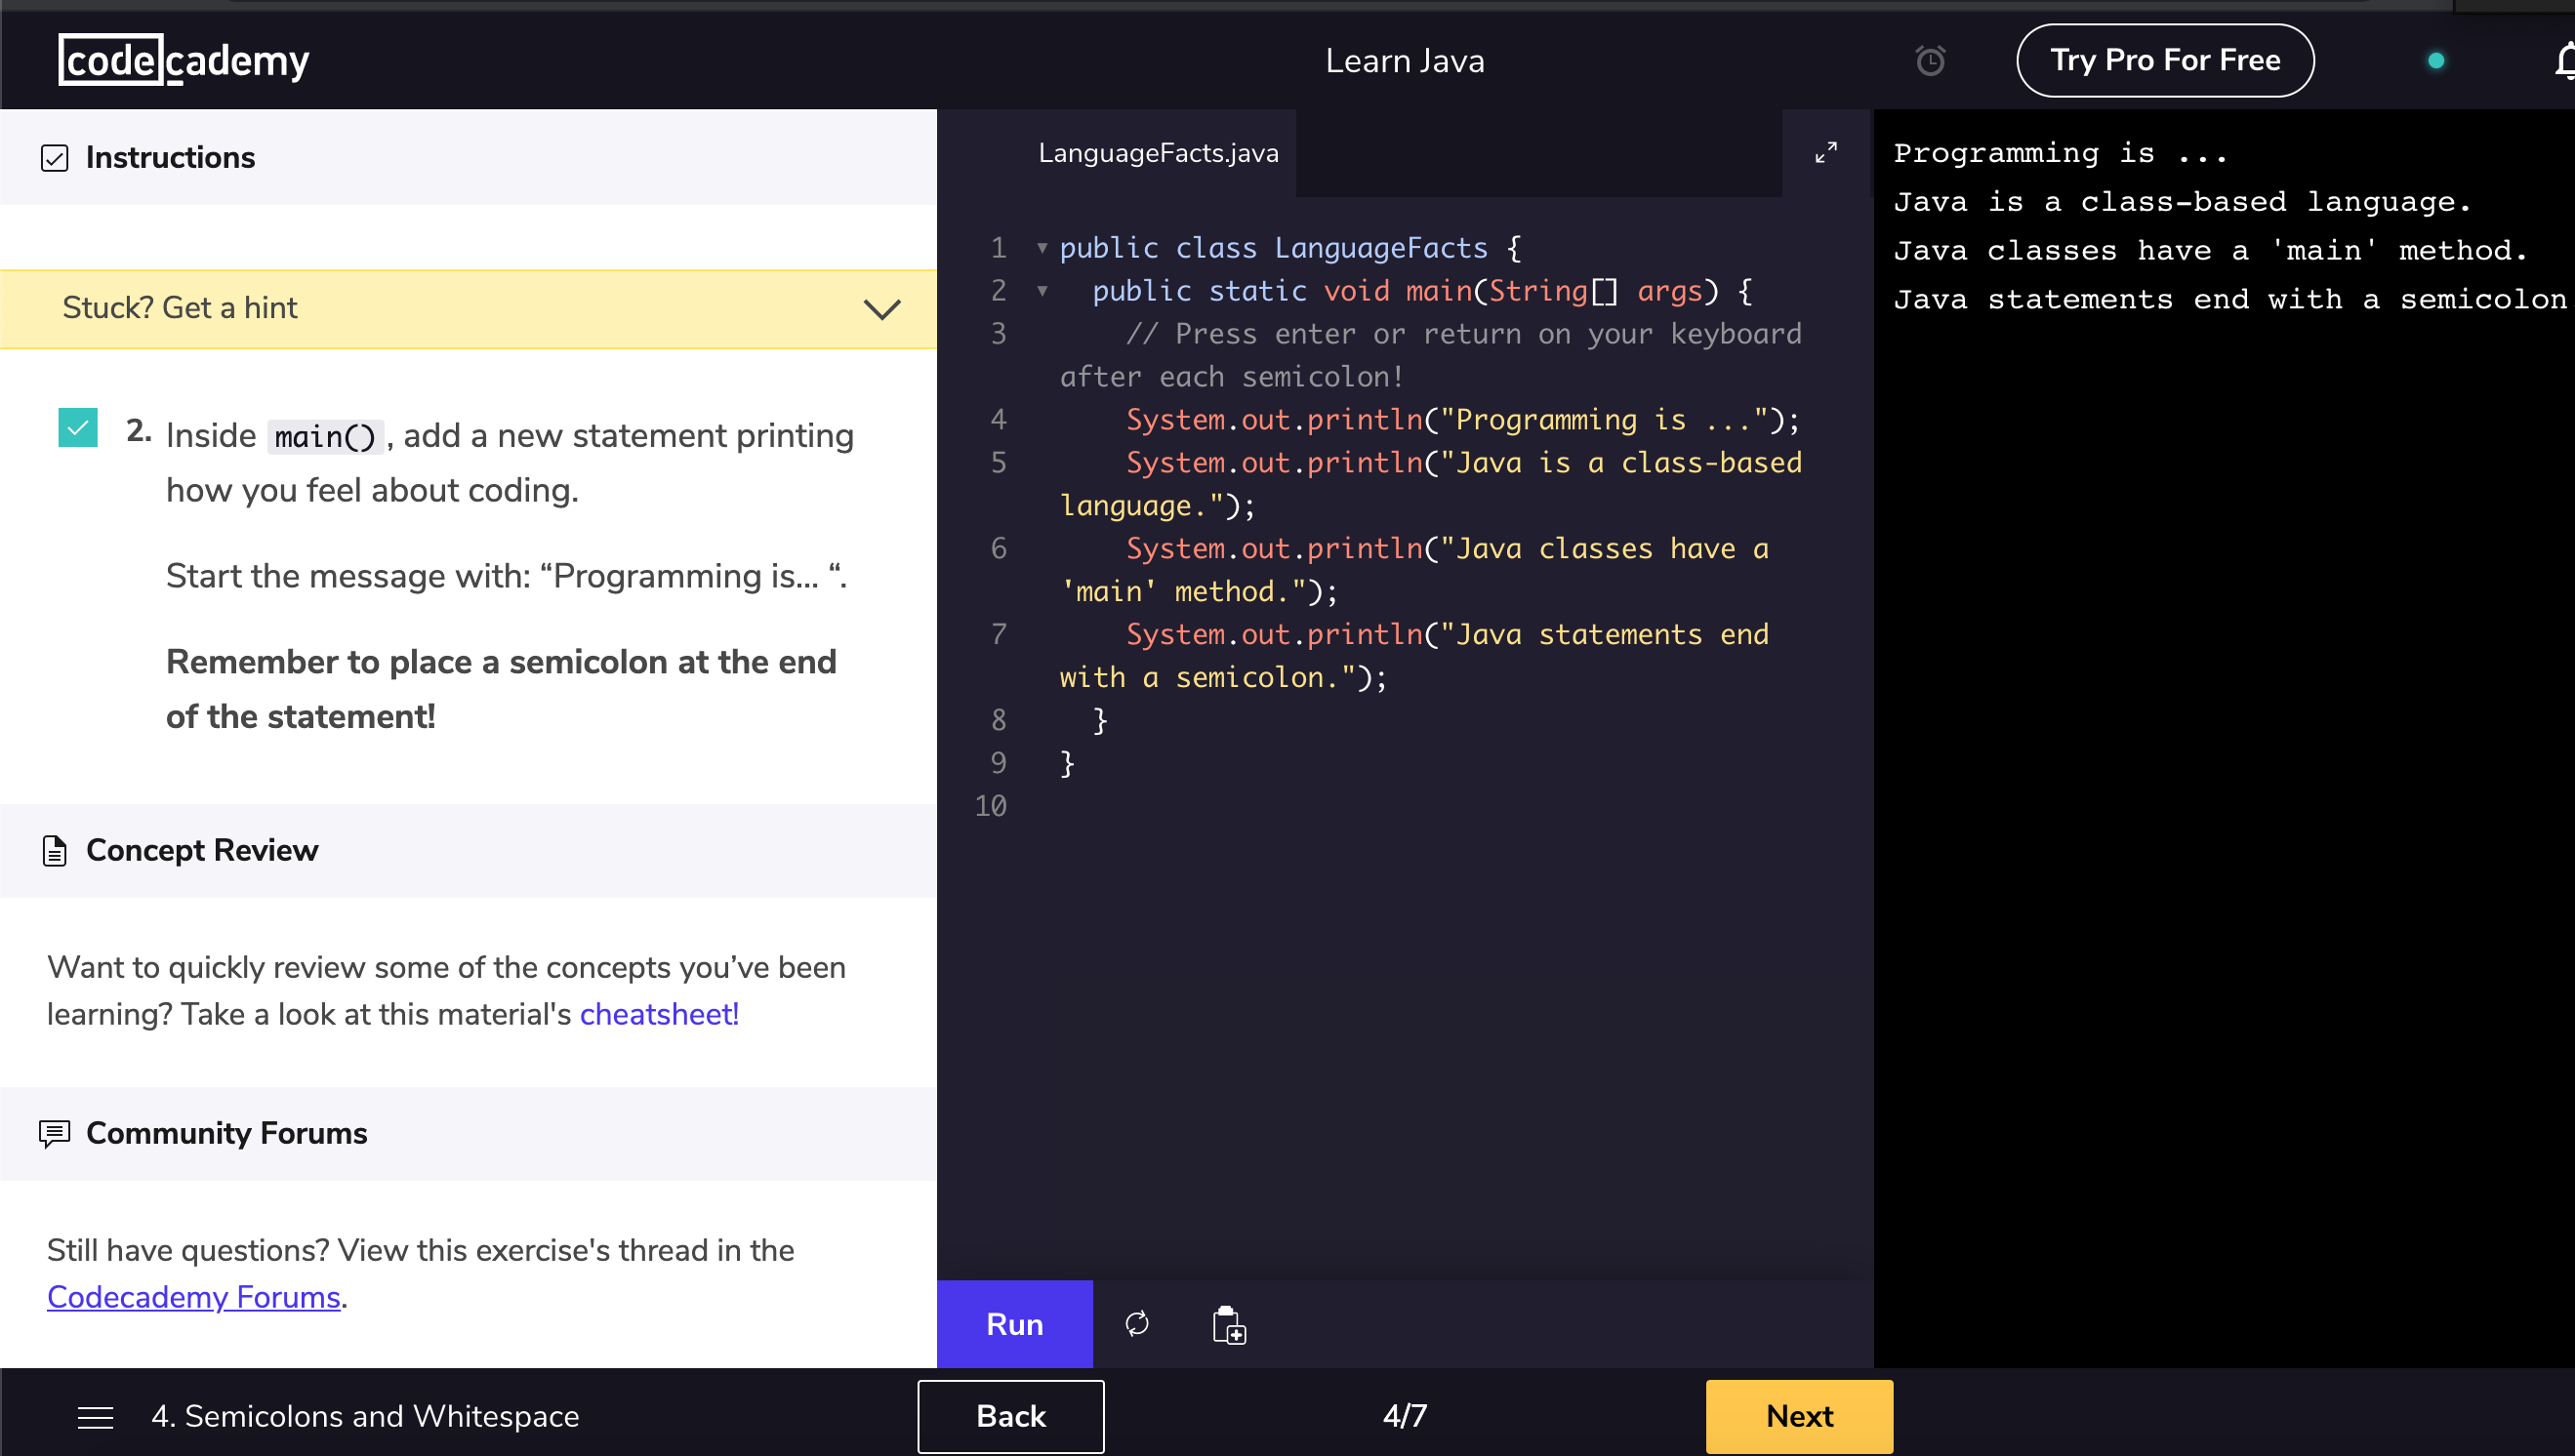 codecademy
Learn Java
Try Pro For Free
Instructions
Stuck? Get a hint
2. Inside main(), add a new statement printing
how you feel about coding.
Start the message with: “Programming is... “.
Remember to place a semicolon at the end
of the statement!
Concept Review
Want to quickly review some of the concepts you’ve been
learning? Take a look at this material's cheatsheet!
Community Forums
Still have questions? View this exercise's thread in the
Codecademy Forums.
LanguageFacts.java
1 public class LanguageFacts {
2 public static void main(String[] args) {
3 // Press enter or return on your keyboard
after each semicolon!
4 System.out.println("Programming is ...");
5 System.out.println("Java is a class-based
language.");
6 System.out.println("Java classes have a
'main' method.");
7 System.out.println("Java statements end
with a semicolon.");
8 }
9 }
10
Run
Programming is ...
Java is a class-based language.
Java classes have a 'main' method.
Java statements end with a semicolon
4. Semicolons and Whitespace
Back
4/7
Next